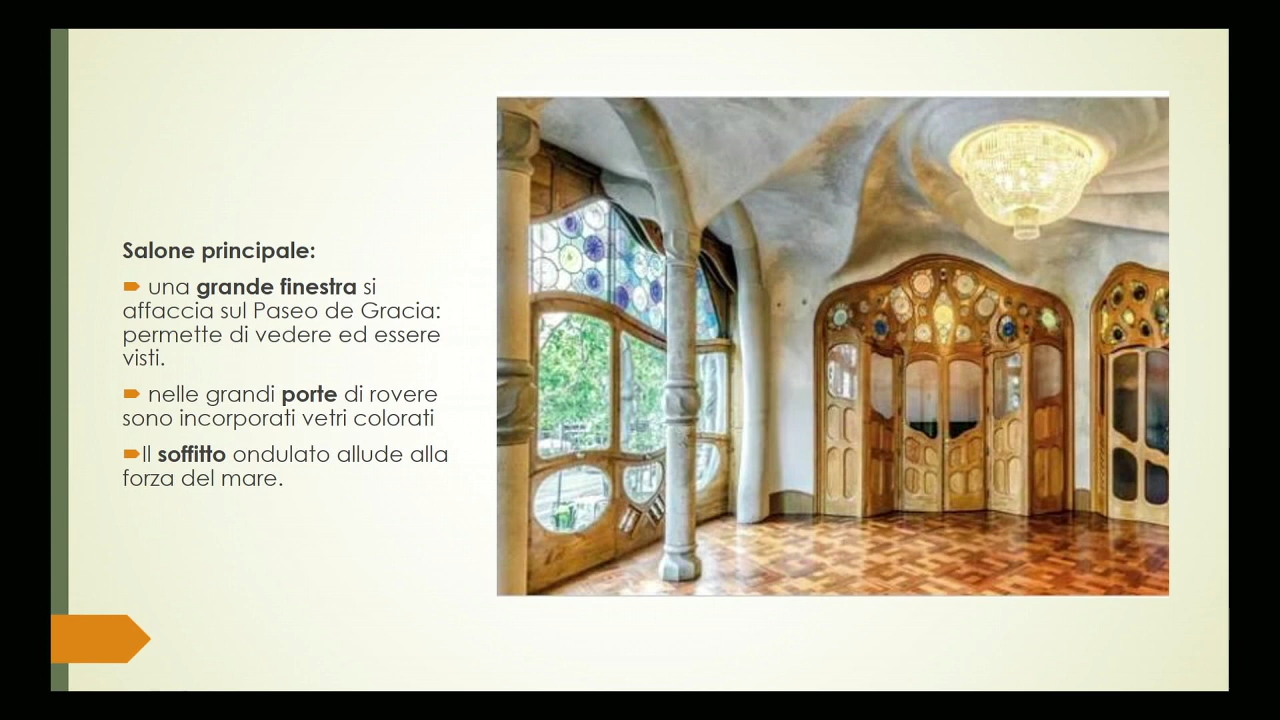 Salone principale:
una grande finestra si
affaccia sul Paseo de Gracia:
permette di vedere ed essere
visti.
nelle grandi porte di rovere
sono incorporati vetri colorati
Il soffitto ondulato allude alla
forza del mare.